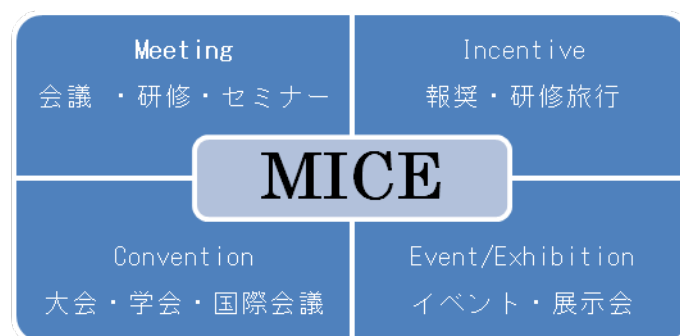 Meeting
会議 ・研修・セミナー
Incentive
報奨・研修旅行
MICE
Convention
大会・学会・国際会議
Event/Exhibition
イベント・展示会